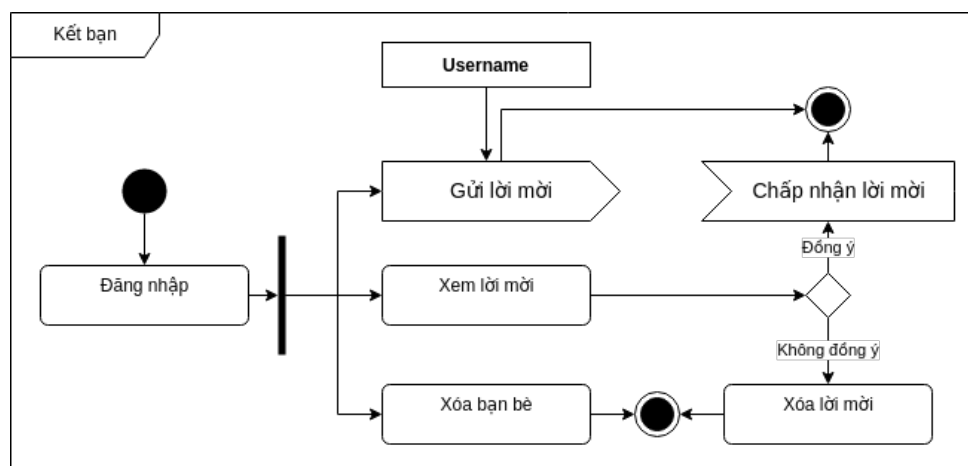 Kết bạn
Username
Gửi lời mời
Chấp nhận lời mời
Đồng ý
Đăng nhập
Xem lời mời
Không đồng ý
Xóa bạn bè
Xóa lời mời